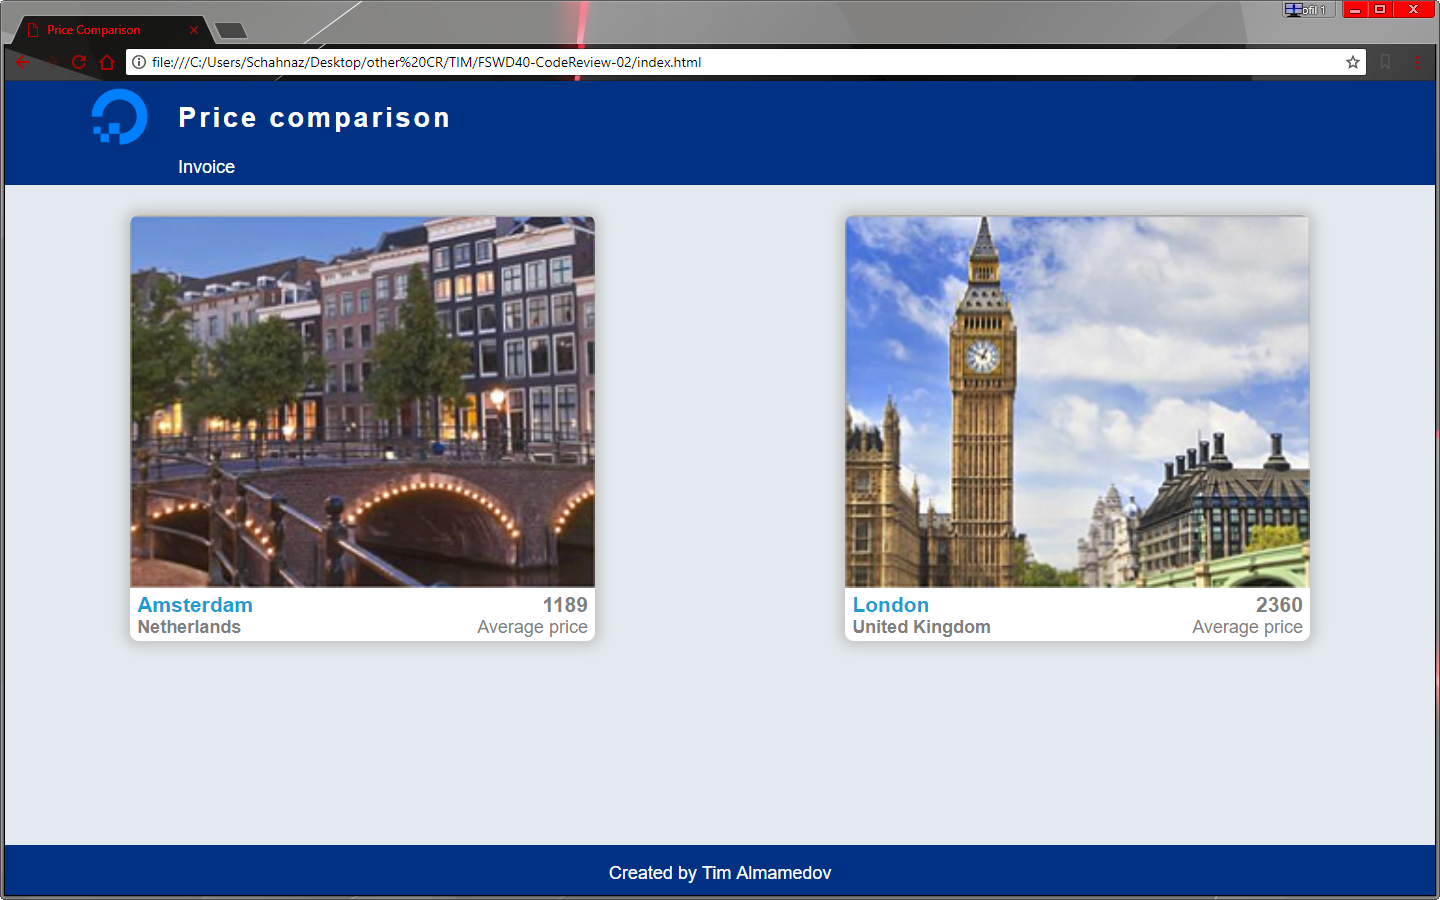 ofil 1
Price Comparison
file:///C:/Users/Schahnaz/Desktop/other%20CR/TIM/FSWD40-CodeReview-02/index.html
Price comparison
Invoice
Amsterdam 1189
Netherlands Average price
London 2360
United Kingdom Average price
Created by Tim Almamedov